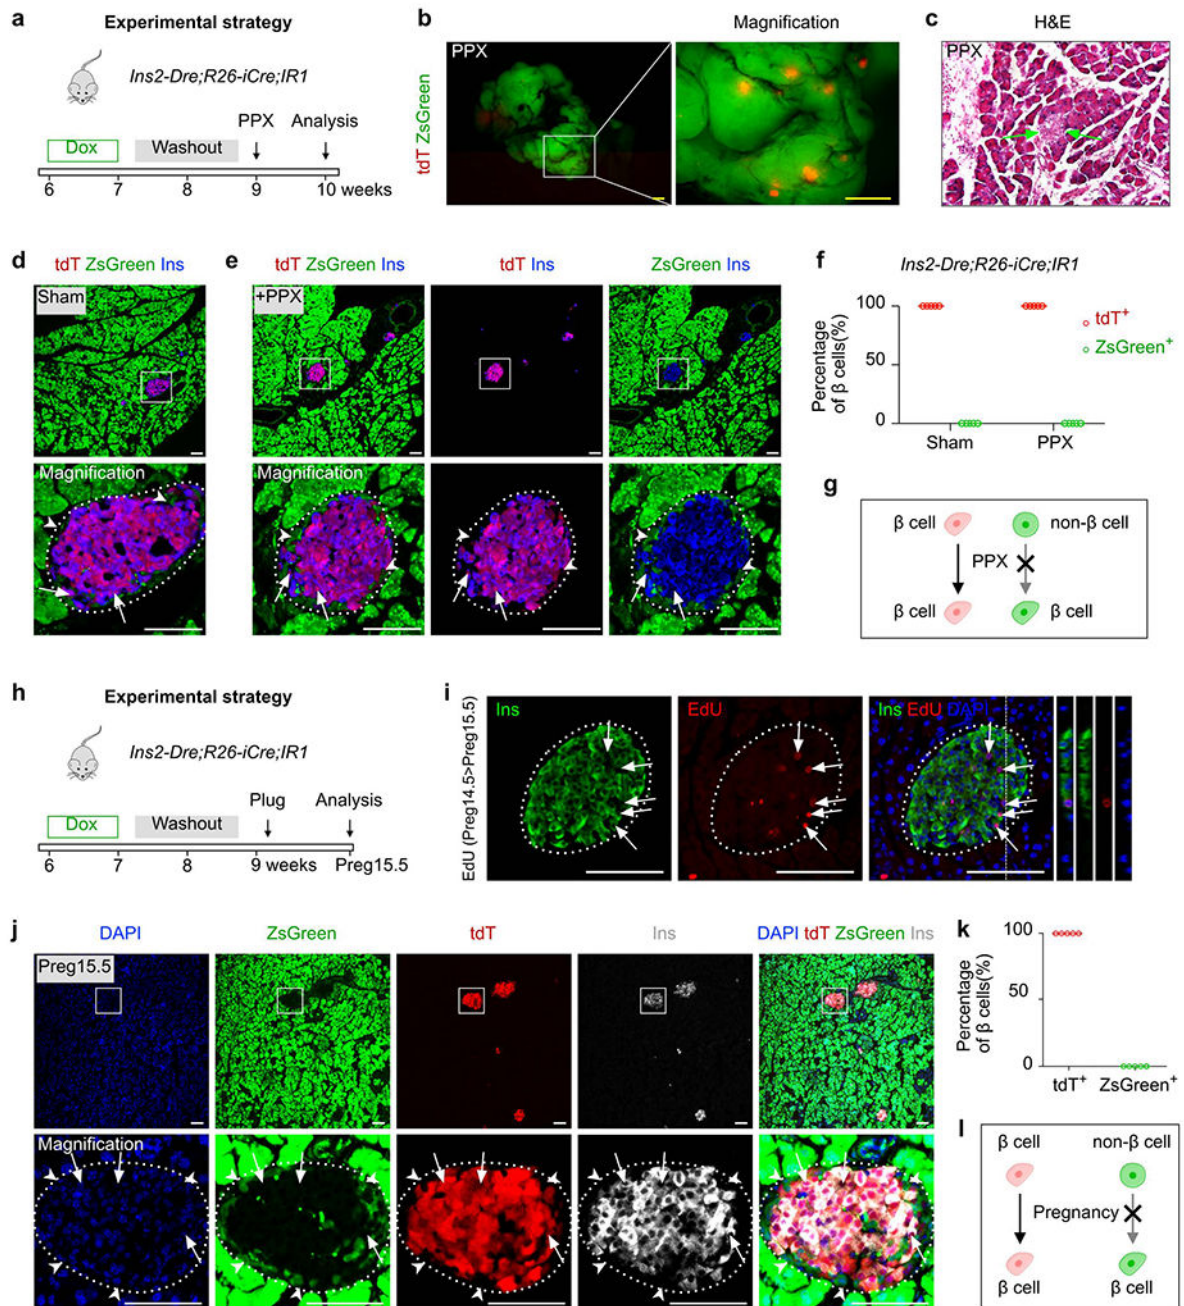 a
Experimental strategy
Ins2-Dre;R26-iCre;IR1
PPX
Analysis
Dox
Washout
6
7
9
10 weeks
b
Magnification
tdT ZsGreen
PPX
c
H&E
PPX
d
tdT ZsGreen Ins
Sham
Magnification
e
tdT ZsGreen Ins
tdT Ins
ZsGreen Ins
+PPX
Magnification
f
Ins2-Dre;R26-iCre;IR1
Percentage
of β cells(%)
100
50
0
Sham
PPX
tdT⁺
ZsGreen⁺
g
β cell
non-β cell
PPX
β cell
β cell
h
Experimental strategy
Ins2-Dre;R26-iCre;IR1
Plug
Analysis
Dox
Washout
6
7
9 weeks
Preg15.5
i
EdU (Preg14.5>Preg15.5)
Ins
EdU
Ins EdU DAPI
j
DAPI
ZsGreen
tdT
Ins
DAPI tdT ZsGreen Ins
Preg15.5
Magnification
k
Percentage
of β cells(%)
100
50
0
tdT⁺
ZsGreen⁺
l
β cell
non-β cell
Pregnancy
β cell
β cell